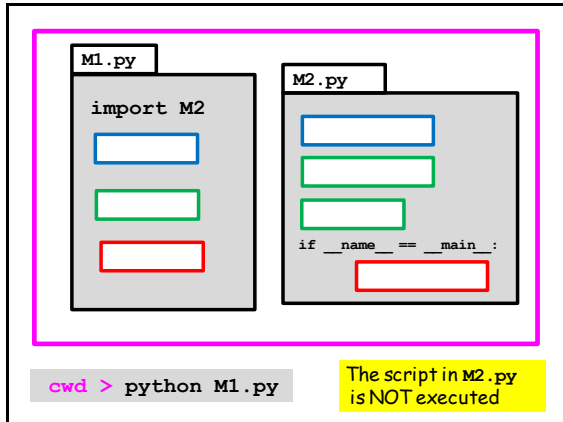 M1.py
import M2
M2.py
if __name__ == __main__:
cwd > python M1.py
The script in M2.py
is NOT executed